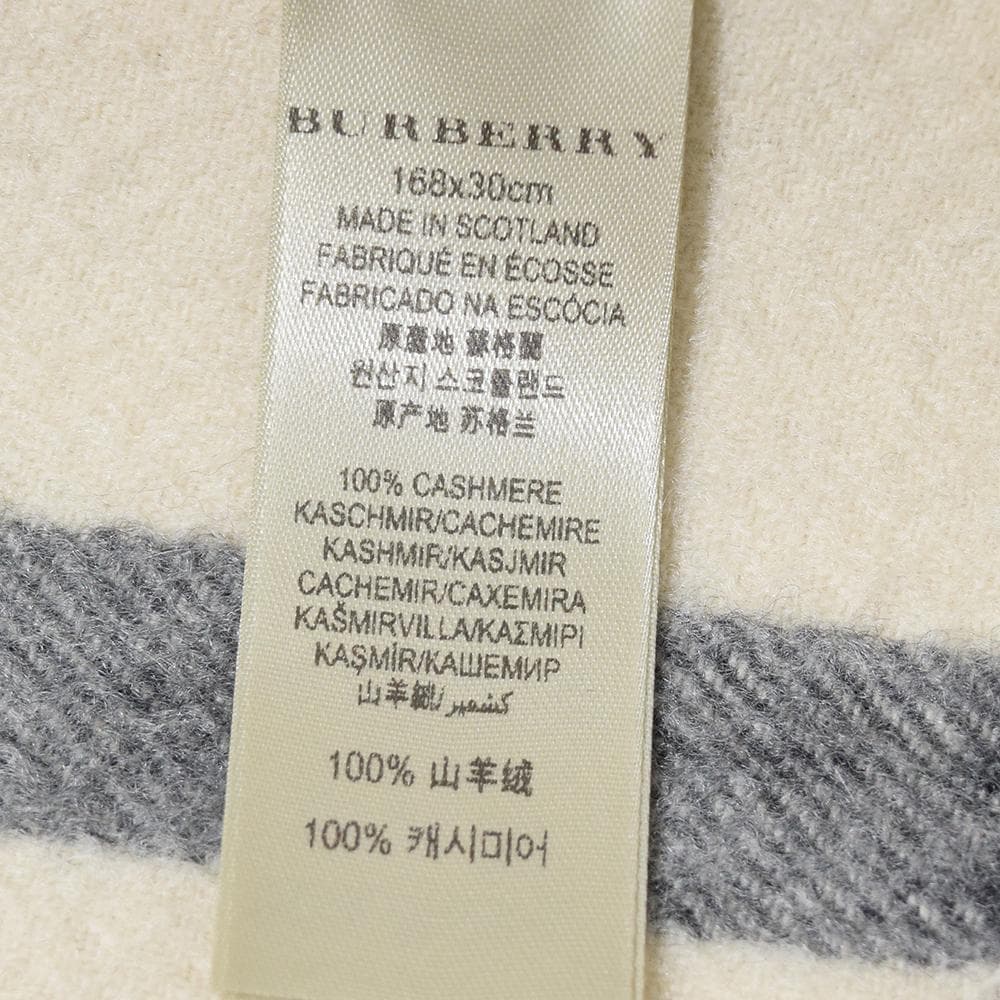 BURBERRY
168x30cm
MADE IN SCOTLAND
FABRIQUÉ EN ÉCOSSE
FABRICADO NA ESCÓCIA
原產地 蘇格蘭
원산지 스코틀랜드
原产地 苏格兰
100% CASHMERE
KASCHMIR/CACHEMIRE
KASHMIR/KASJMIR
CACHEMIR/CAXEMIRA
KAŠMIRVILLA/ΚΑΣΜΙΡΙ
KAŞMİR/КАШЕМИР
山羊絨/كشمير
100% 山羊绒
100% 캐시미어